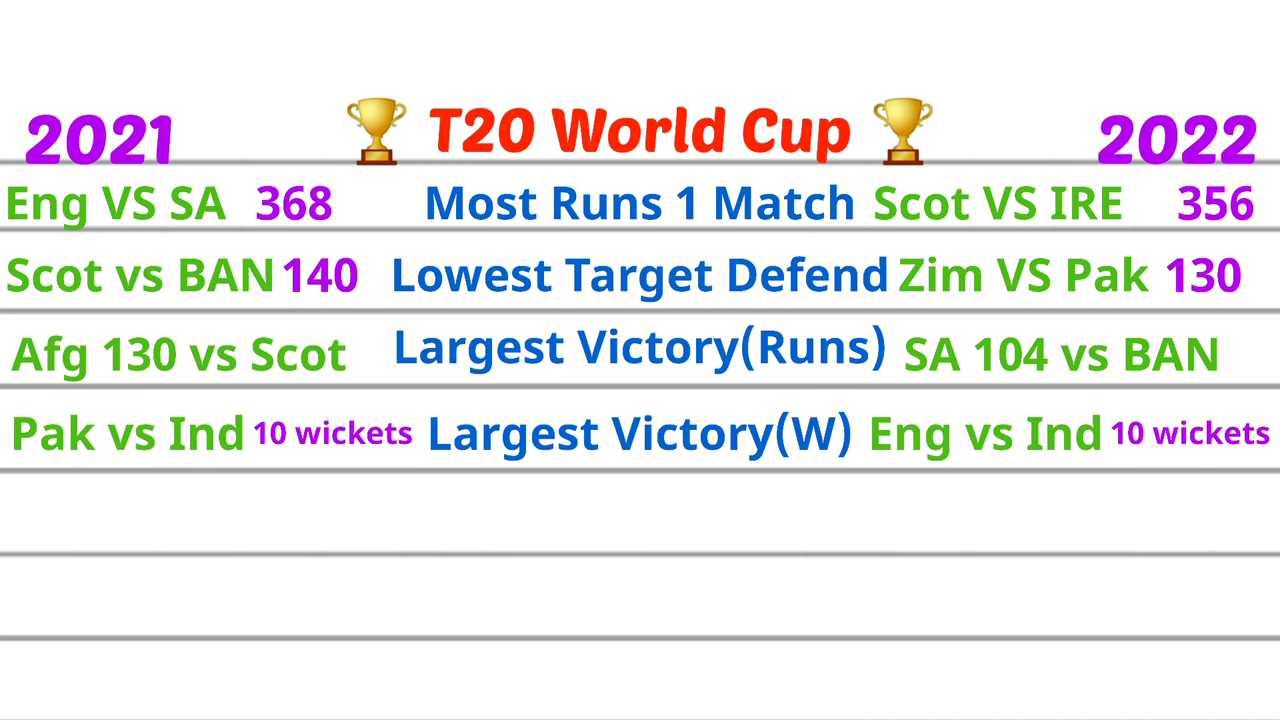 2021 🏆 T20 World Cup 🏆 2022
Eng VS SA 368 Most Runs 1 Match Scot VS IRE 356
Scot vs BAN 140 Lowest Target Defend Zim VS Pak 130
Afg 130 vs Scot Largest Victory(Runs) SA 104 vs BAN
Pak vs Ind 10 wickets Largest Victory(W) Eng vs Ind 10 wickets